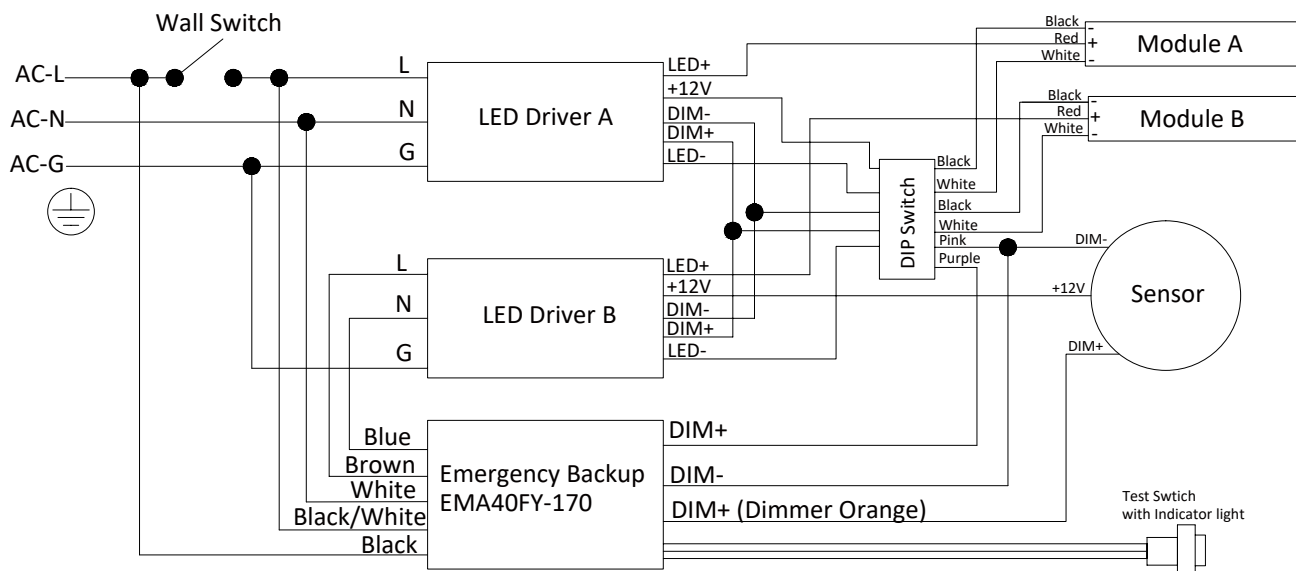 Wall Switch
AC-L
AC-N
AC-G
L
N
G
LED Driver A
LED+
+12V
DIM-
DIM+
LED-
Black
Red
White
-
+
-
Module A
Black
Red
White
-
+
-
Module B
DIP Switch
Black
White
Black
White
Pink
Purple
L
N
G
LED Driver B
LED+
+12V
DIM-
DIM+
LED-
DIM-
+12V
DIM+
Sensor
Blue
Brown
White
Black/White
Black
Emergency Backup
EMA40FY-170
DIM+
DIM-
DIM+ (Dimmer Orange)
Test Swtich
with Indicator light